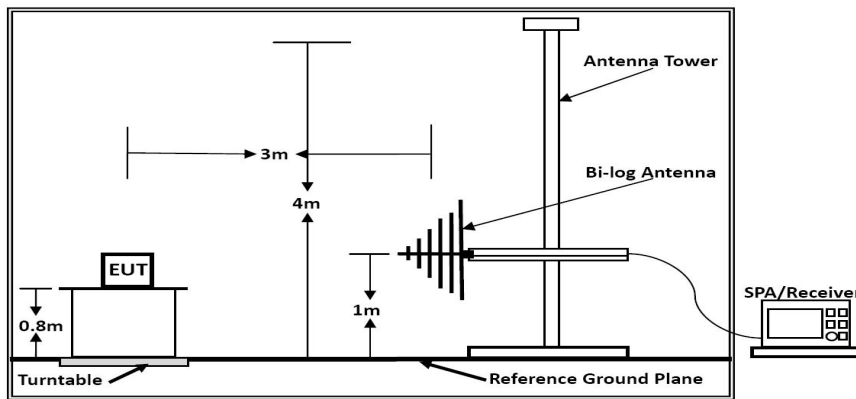 Antenna Tower
3m
Bi-log Antenna
4m
EUT
1m
0.8m
SPA/Receiver
Turntable
Reference Ground Plane